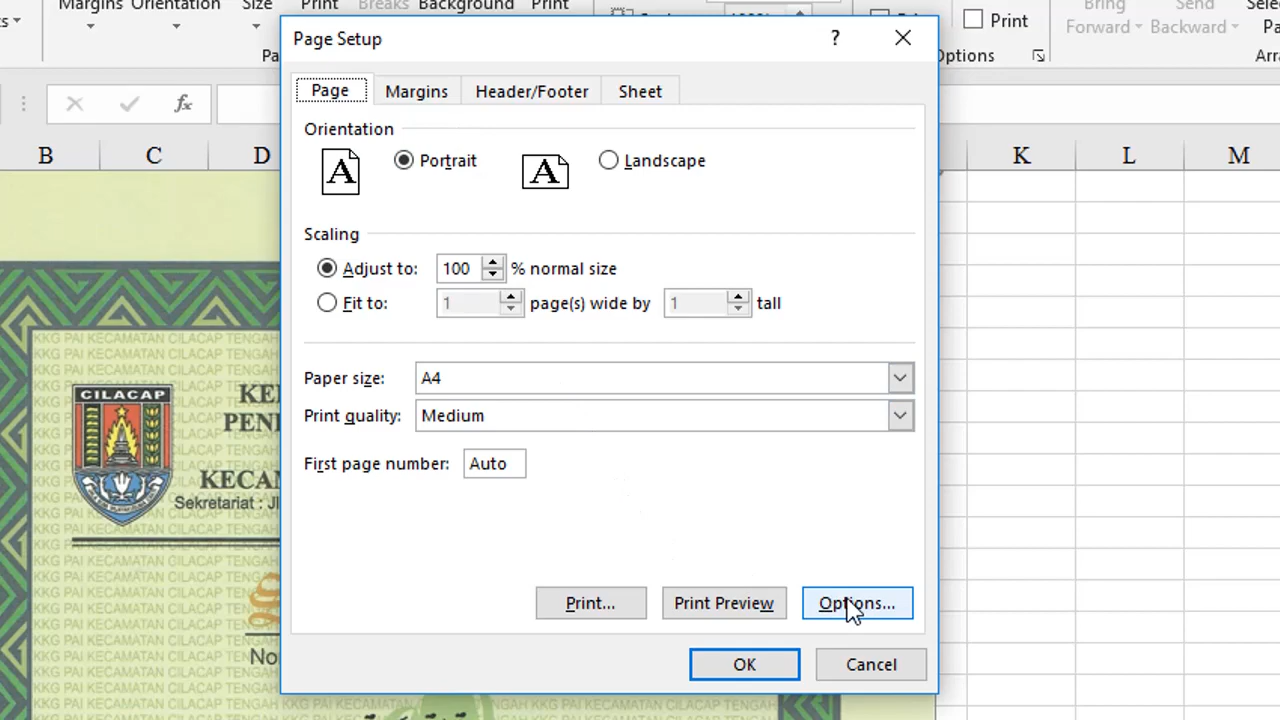 Margins Orientation Size Print Breaks Background Print
Print
Bring Send
Forward Backward
Options
Page Setup
?
fx
Page Margins Header/Footer Sheet
B C D K L M
Orientation
A Portrait A Landscape
Scaling
Adjust to: 100 % normal size
Fit to: 1 page(s) wide by 1 tall
Paper size: A4
Print quality: Medium
First page number: Auto
Print... Print Preview Options...
OK Cancel
KKG PAI KECAMATAN CILACAP TENGAH
CILACAP
KECA
Sekretariat : Jl
No